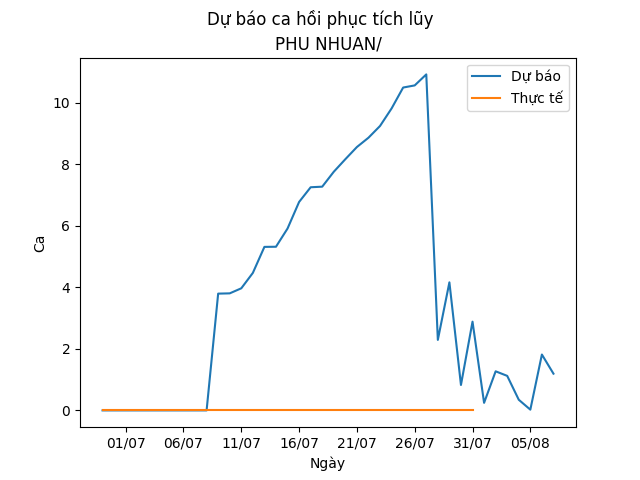 Dự báo ca hồi phục tích lũy
PHU NHUAN/
Dự báo
Thực tế
Ca
10
8
6
4
2
0
01/07 06/07 11/07 16/07 21/07 26/07 31/07 05/08
Ngày